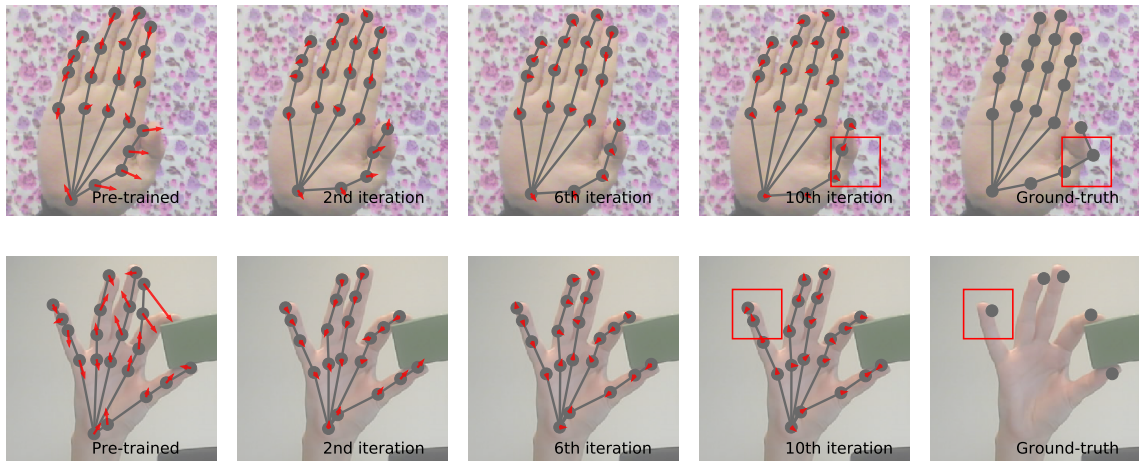 Pre-trained
2nd iteration
6th iteration
10th iteration
Ground-truth
Pre-trained
2nd iteration
6th iteration
10th iteration
Ground-truth